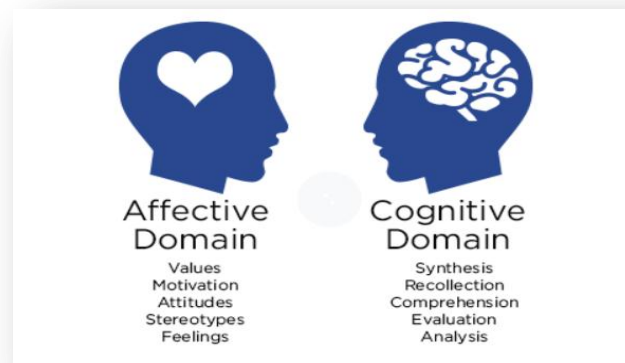 Affective
Domain
Values
Motivation
Attitudes
Stereotypes
Feelings
Cognitive
Domain
Synthesis
Recollection
Comprehension
Evaluation
Analysis